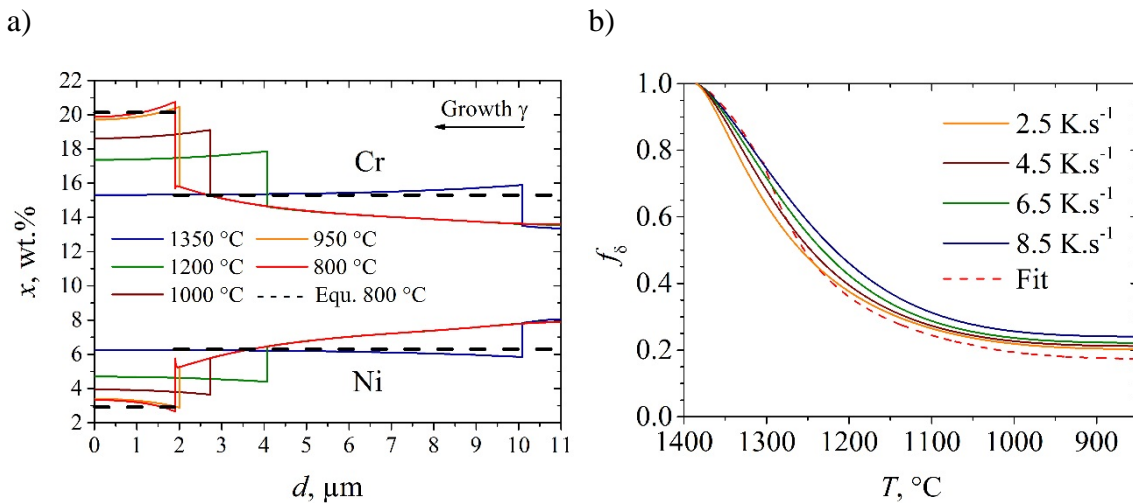 a)
b)
22
20
18
16
14
12
10
8
6
4
2
x, wt.%
Growth γ
Cr
1350 °C
950 °C
1200 °C
800 °C
1000 °C
Equ. 800 °C
Ni
0 1 2 3 4 5 6 7 8 9 10 11
d, µm
1.0
0.8
0.6
0.4
0.2
0.0
fδ
2.5 K.s⁻¹
4.5 K.s⁻¹
6.5 K.s⁻¹
8.5 K.s⁻¹
Fit
1400 1300 1200 1100 1000 900
T, °C